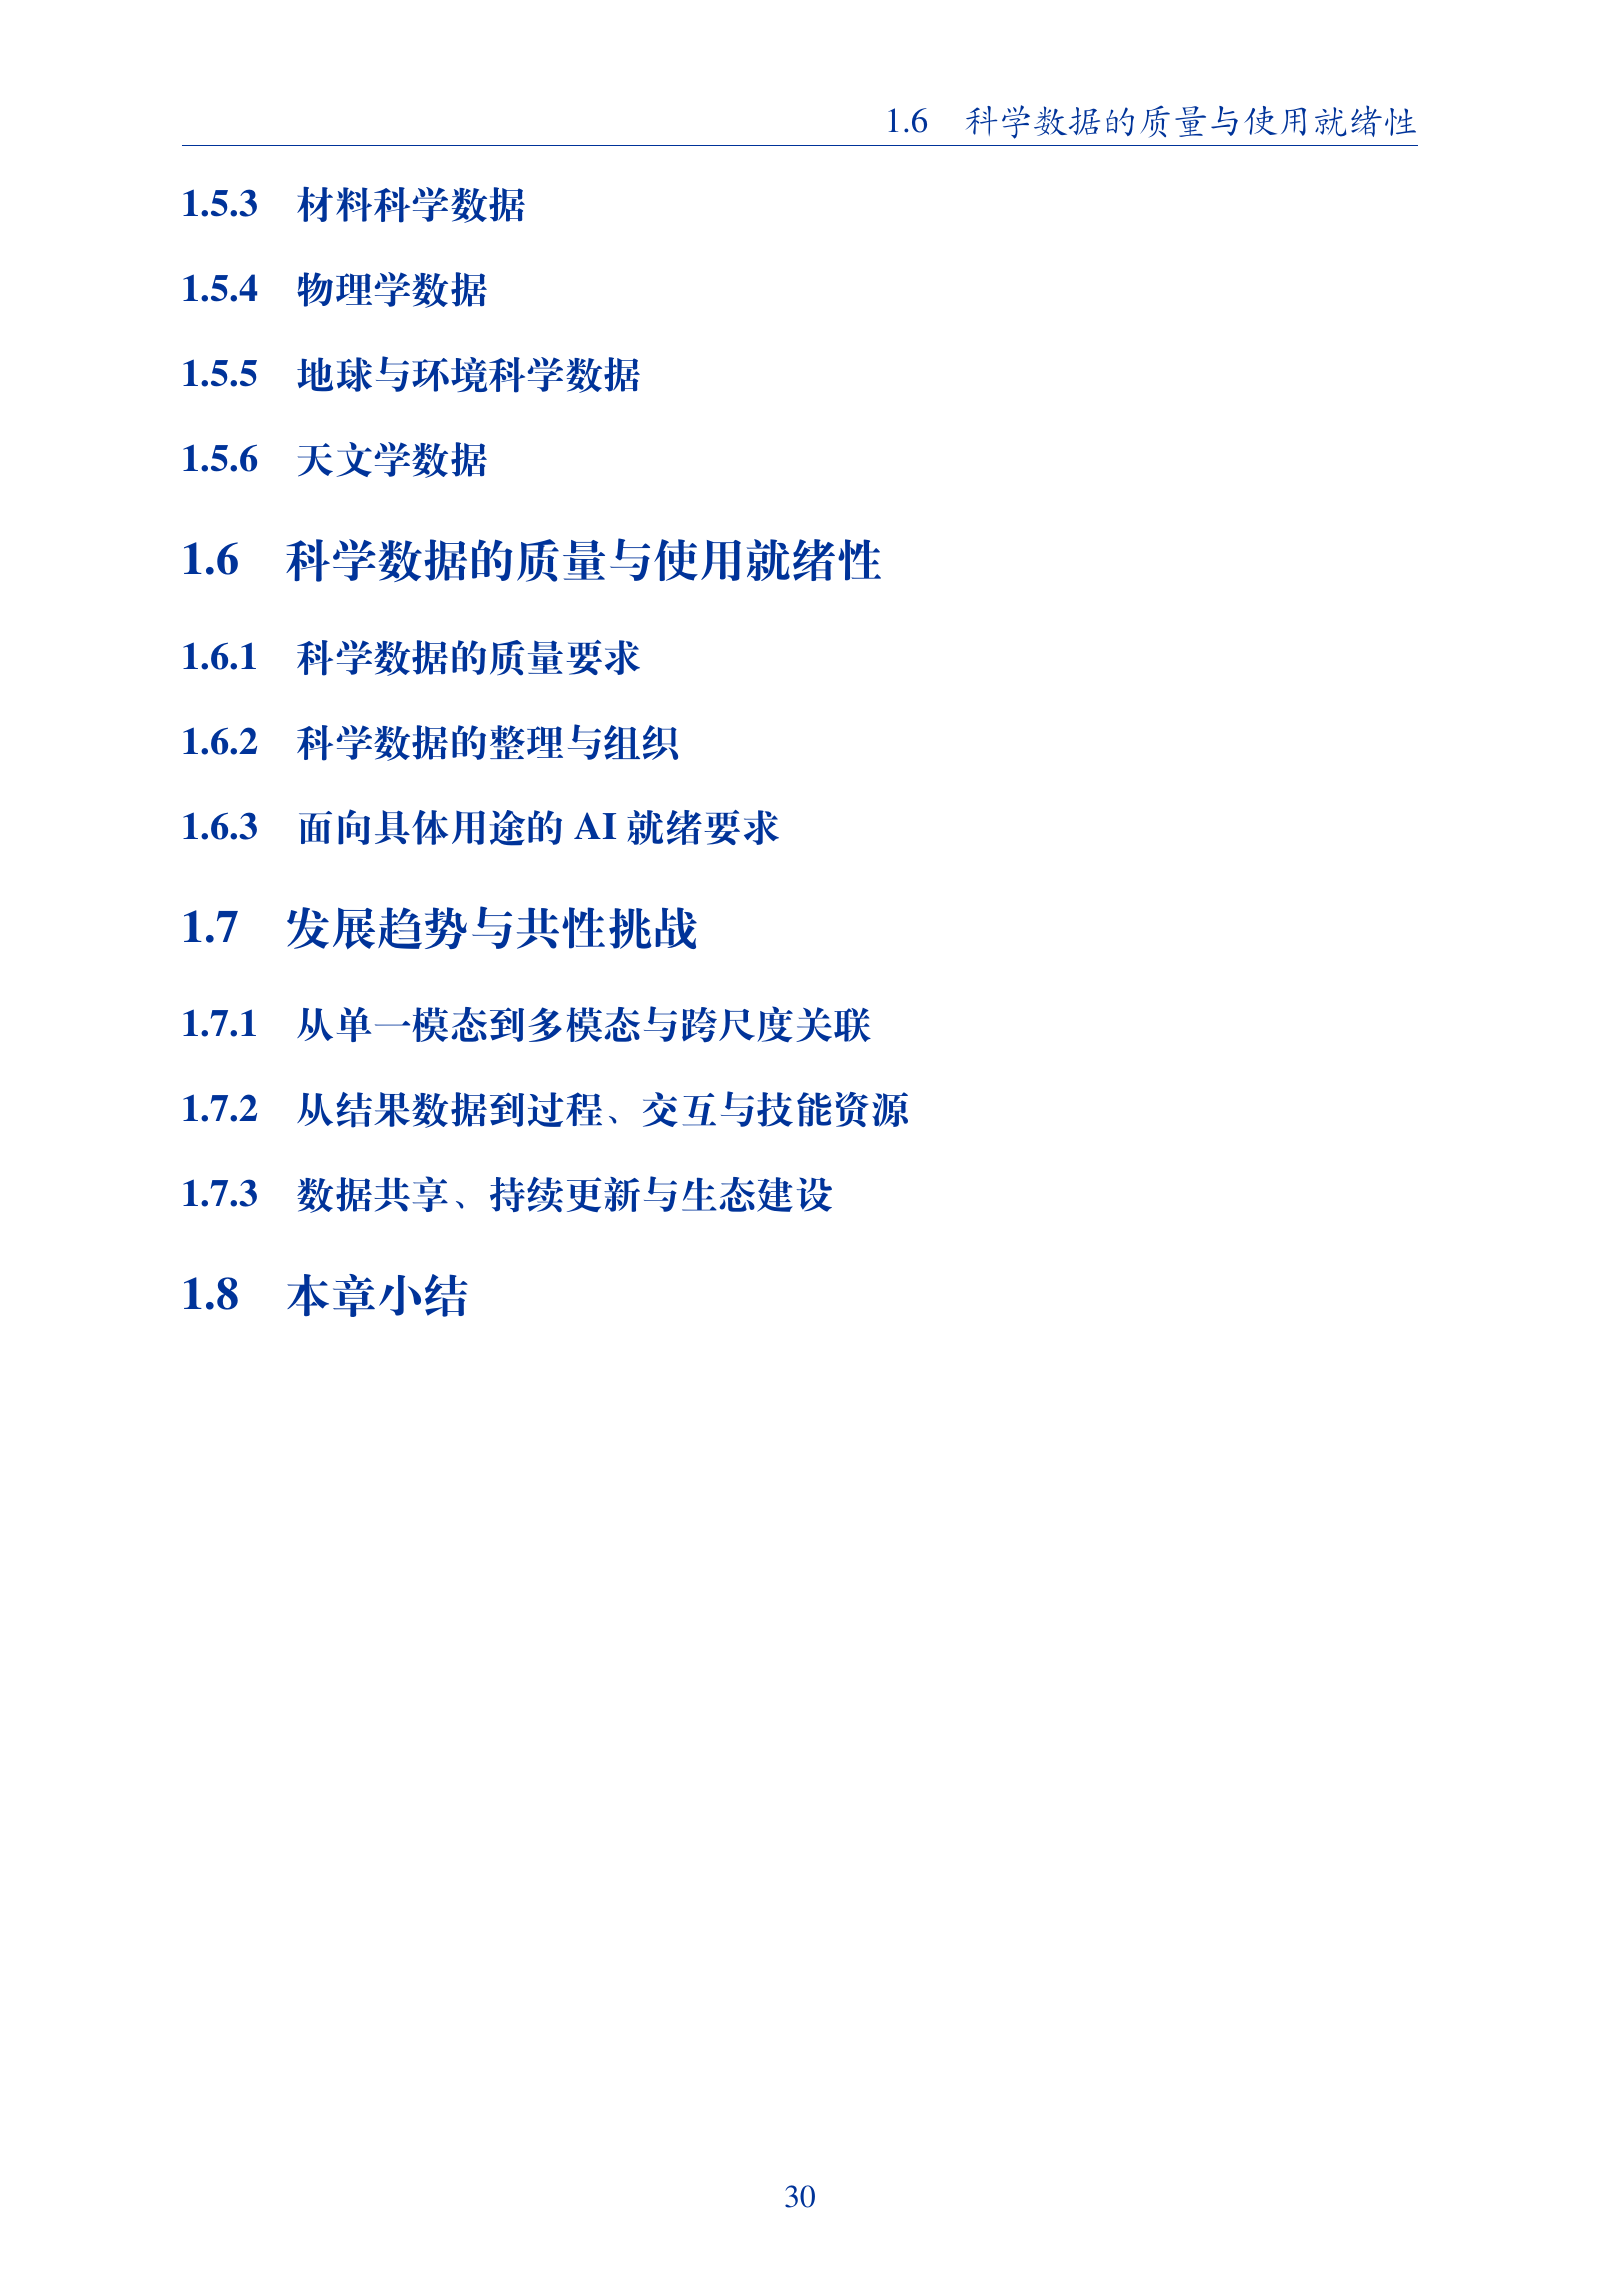 1.6 科学数据的质量与使用就绪性
1.5.3 材料科学数据
1.5.4 物理学数据
1.5.5 地球与环境科学数据
1.5.6 天文学数据
1.6 科学数据的质量与使用就绪性
1.6.1 科学数据的质量要求
1.6.2 科学数据的整理与组织
1.6.3 面向具体用途的 AI 就绪要求
1.7 发展趋势与共性挑战
1.7.1 从单一模态到多模态与跨尺度关联
1.7.2 从结果数据到过程、交互与技能资源
1.7.3 数据共享、持续更新与生态建设
1.8 本章小结
30